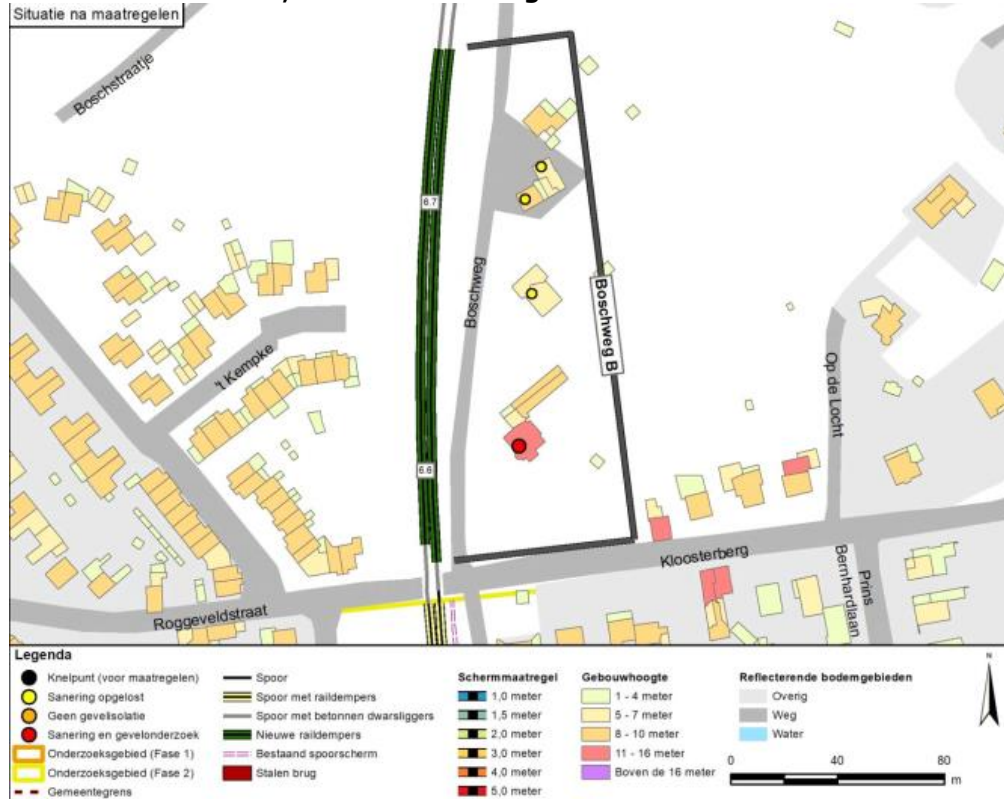 Situatie na maatregelen
Boschstraatje
6.7
Boschweg
Boschweg B
't Kempke
Op de Locht
6.6
Kloosterberg
Prins
Bernhardlaan
Roggeveldstraat
Legenda
Knelpunt (voor maatregelen)
Sanering opgelost
Geen gevelisolatie
Sanering en gevelonderzoek
Onderzoeksgebied (Fase 1)
Onderzoeksgebied (Fase 2)
Gemeentegrens
Spoor
Spoor met raildempers
Spoor met betonnen dwarsliggers
Nieuwe raildempers
Bestaand spoorscherm
Stalen brug
Schermmaatregel
1,0 meter
1,5 meter
2,0 meter
3,0 meter
4,0 meter
5,0 meter
Gebouwhoogte
1 - 4 meter
5 - 7 meter
8 - 10 meter
11 - 16 meter
Boven de 16 meter
Reflecterende bodemgebieden
Overig
Weg
Water
N
0 40 80
m